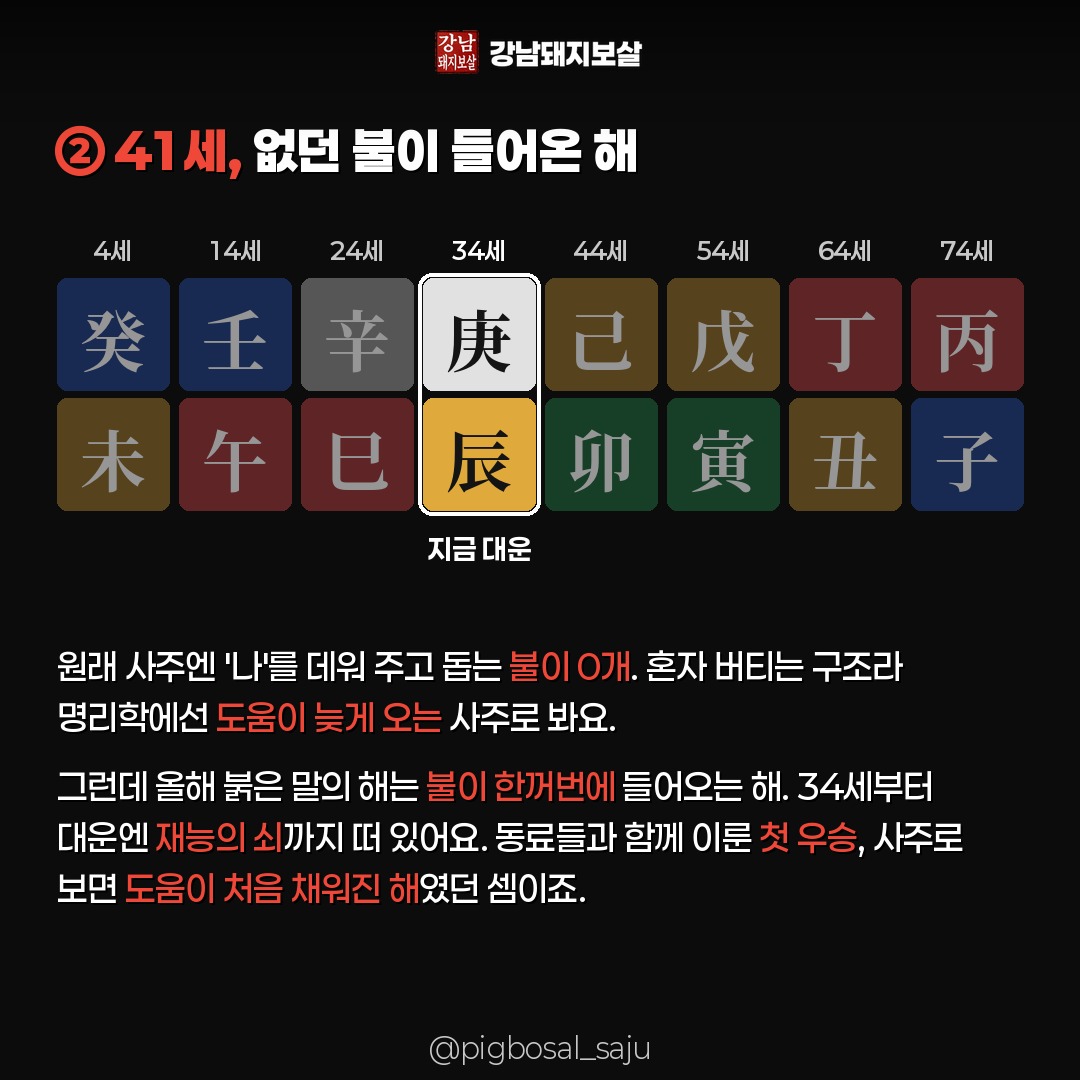 강남
돼지보살
강남돼지보살
② 41세, 없던 불이 들어온 해
4세 14세 24세 34세 44세 54세 64세 74세
癸 壬 辛 庚 己 戊 丁 丙
未 午 巳 辰 卯 寅 丑 子
지금 대운
원래 사주엔 '나'를 데워 주고 돕는 불이 0개. 혼자 버티는 구조라
명리학에선 도움이 늦게 오는 사주로 봐요.
그런데 올해 붉은 말의 해는 불이 한꺼번에 들어오는 해. 34세부터
대운엔 재능의 쇠까지 떠 있어요. 동료들과 함께 이룬 첫 우승, 사주로
보면 도움이 처음 채워진 해였던 셈이죠.
@pigbosal_saju